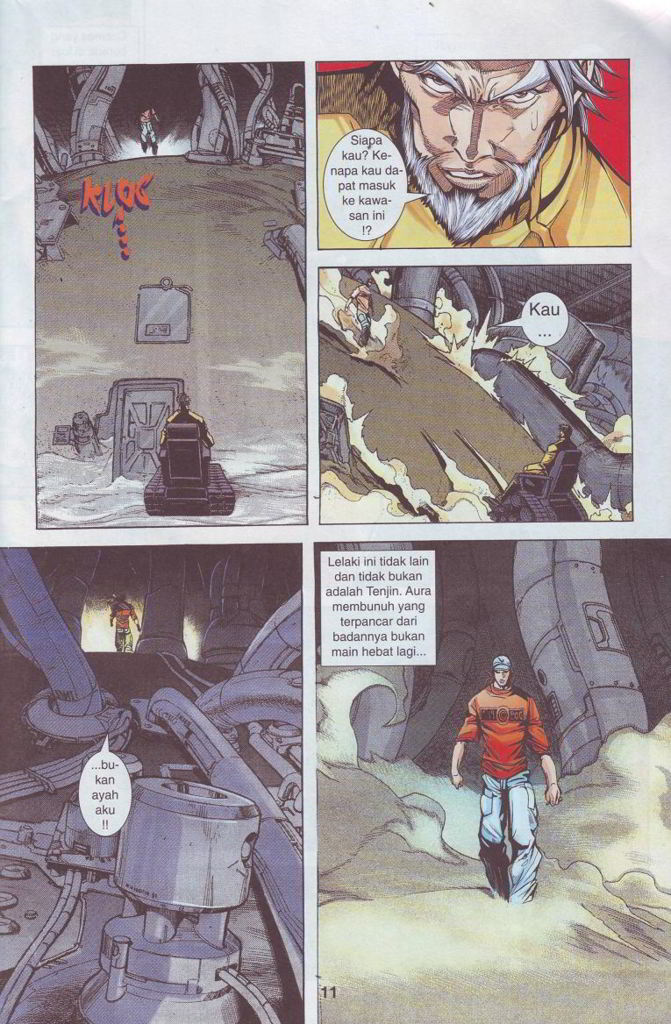 KLOC
Siapa
kau? Ke-
napa kau da-
pat masuk
ke kawa-
san ini
!?
Kau
...
...bu-
kan
ayah
aku
!!
Lelaki ini tidak lain
dan tidak bukan
adalah Tenjin. Aura
membunuh yang
terpancar dari
badannya bukan
main hebat lagi...
11